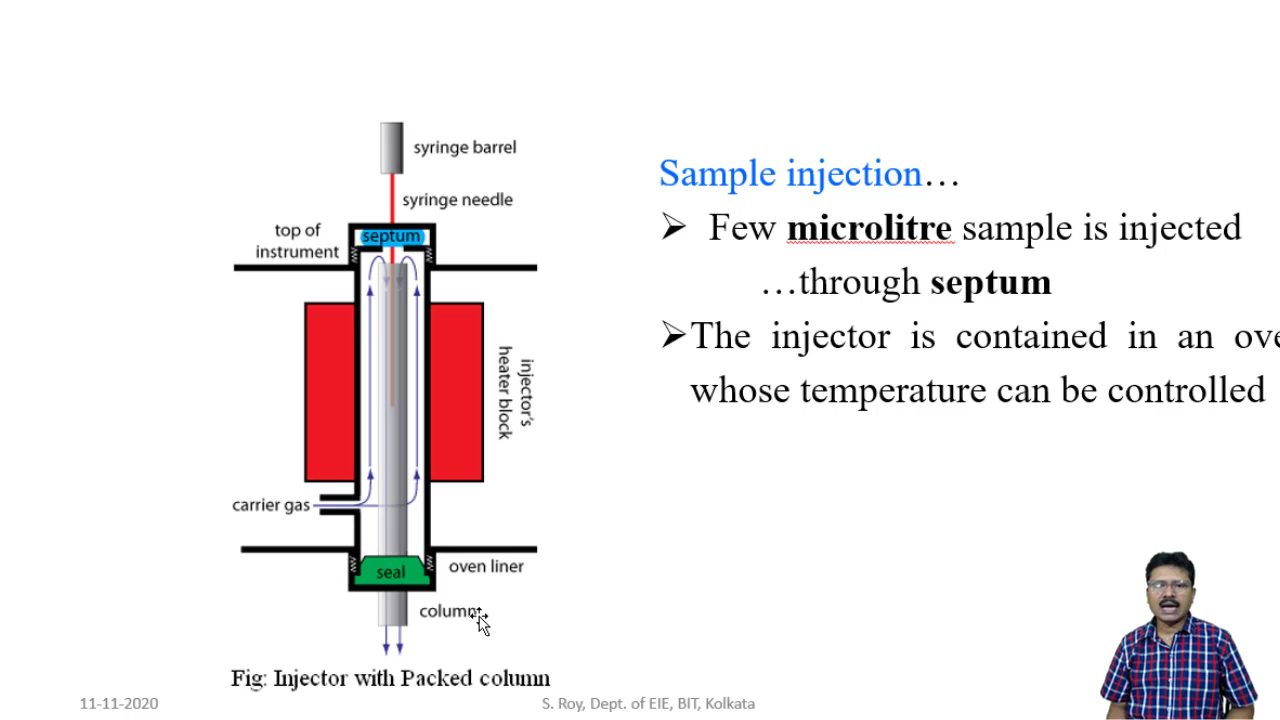 syringe barrel
syringe needle
top of
instrument
septum
injector's
heater block
carrier gas
seal
oven liner
column
Fig: Injector with Packed column
Sample injection…
➢ Few microlitre sample is injected
…through septum
➢The injector is contained in an ove
whose temperature can be controlled
11-11-2020
S. Roy, Dept. of EIE, BIT, Kolkata